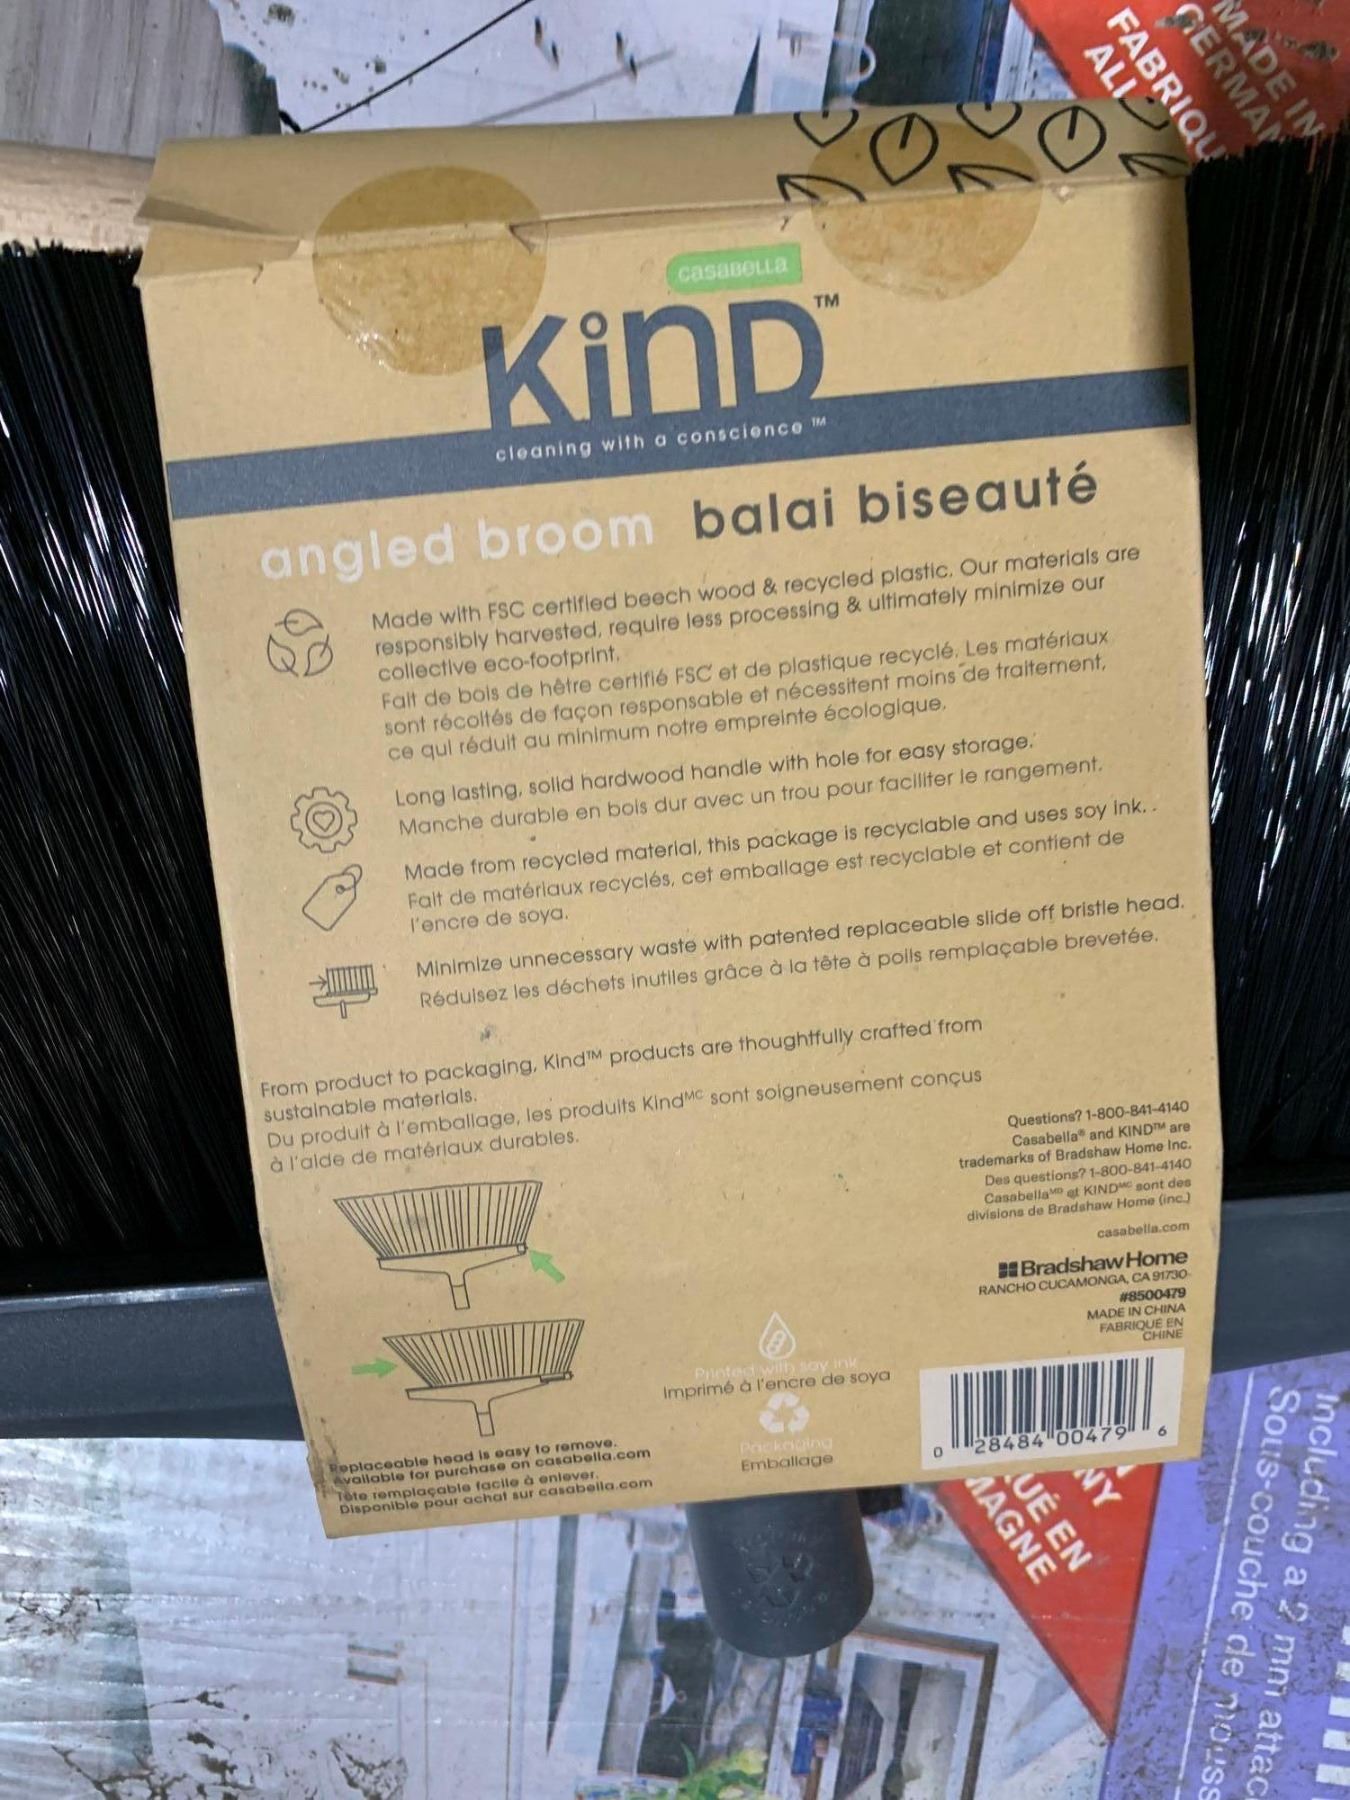 MADE IN
GERMAN
FABRIQU
ALL
casabella
KIND™
cleaning with a conscience™
angled broom balai biseauté
Made with FSC certified beech wood & recycled plastic. Our materials are
responsibly harvested, require less processing & ultimately minimize our
collective eco-footprint.
Fait de bois de hêtre certifié FSC et de plastique recyclé. Les matériaux
sont récoltés de façon responsable et nécessitent moins de traitement,
ce qui réduit au minimum notre empreinte écologique.
Long lasting, solid hardwood handle with hole for easy storage.
Manche durable en bois dur avec un trou pour faciliter le rangement.
Made from recycled material, this package is recyclable and uses soy ink. .
Fait de matériaux recyclés, cet emballage est recyclable et contient de
l'encre de soya.
Minimize unnecessary waste with patented replaceable slide off bristle head.
Réduisez les déchets inutiles grâce à la tête à poils remplaçable brevetée.
From product to packaging, Kind™ products are thoughtfully crafted from
sustainable materials.
Du produit à l'emballage, les produits Kindᴹᶜ sont soigneusement conçus
à l'aide de matériaux durables.
Questions? 1-800-841-4140
Casabella® and KIND™ are
trademarks of Bradshaw Home Inc.
Des questions? 1-800-841-4140
Casabellaᴹᴰ et KINDᴹᶜ sont des
divisions de Bradshaw Home (inc.)
casabella.com
Bradshaw Home
RANCHO CUCAMONGA, CA 91730
#8500479
MADE IN CHINA
FABRIQUÉ EN
CHINE
Printed with soy ink
Imprimé à l'encre de soya
Packaging
Emballage
0 28484 00479 6
Replaceable head is easy to remove.
Available for purchase on casabella.com
Tête remplaçable facile à enlever.
Disponible pour achat sur casabella.com
NY
UÉ EN
MAGNE
Including a 2 mm attac
Sous-couche de mouss